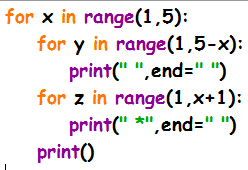 for x in range(1,5):
    for y in range(1,5-x):
        print(" ",end=" ")
    for z in range(1,x+1):
        print(" *",end=" ")
    print()